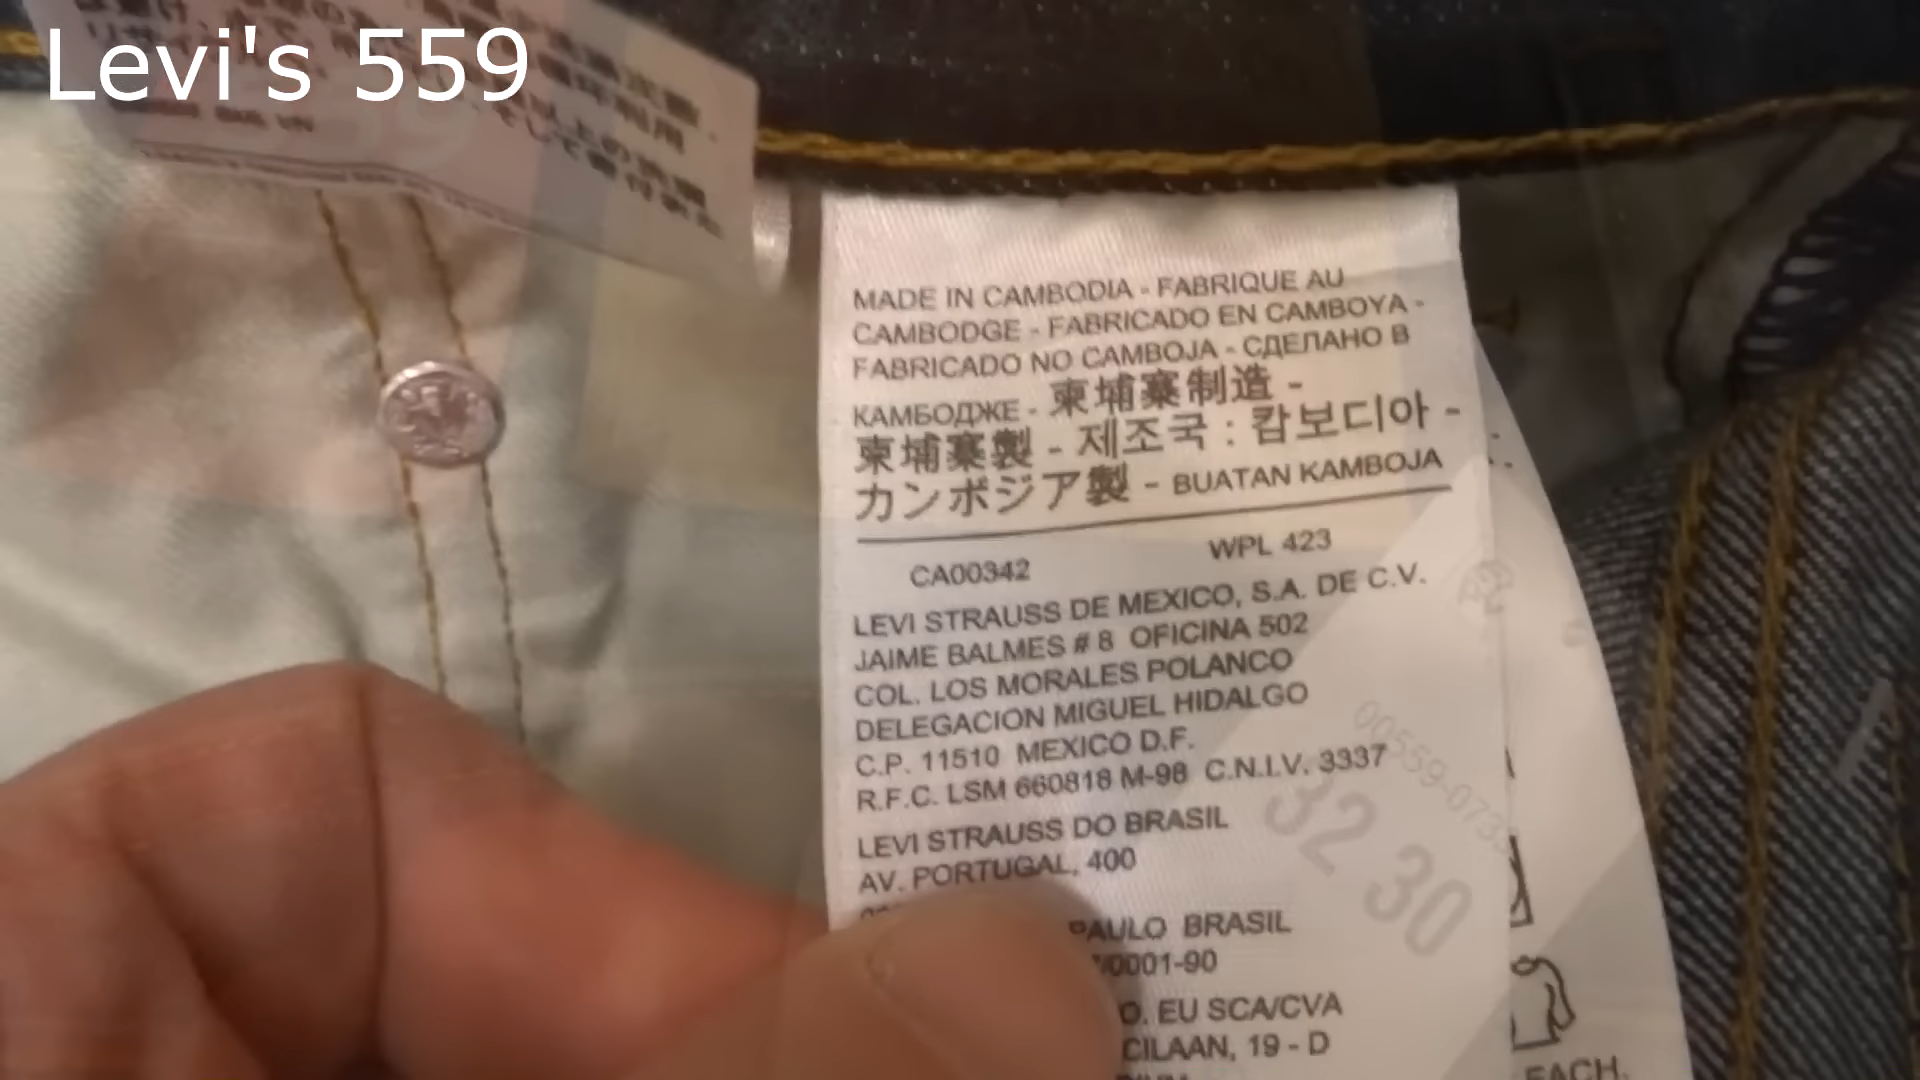 Levi's 559
MADE IN CAMBODIA - FABRIQUE AU
CAMBODGE - FABRICADO EN CAMBOYA -
FABRICADO NO CAMBOJA - СДЕЛАНО В
КАМБОДЖЕ - 柬埔寨制造 -
柬埔寨製 - 제조국 : 캄보디아 -
カンボジア製 - BUATAN KAMBOJA
CA00342 WPL 423
LEVI STRAUSS DE MEXICO, S.A. DE C.V.
JAIME BALMES # 8 OFICINA 502
COL. LOS MORALES POLANCO
DELEGACION MIGUEL HIDALGO
C.P. 11510 MEXICO D.F.
R.F.C. LSM 660818 M-98 C.N.I.V. 3337
LEVI STRAUSS DO BRASIL
AV. PORTUGAL, 400
PAULO BRASIL
/0001-90
EU SCA/CVA
CILAAN, 19 - D
32 30
EACH.